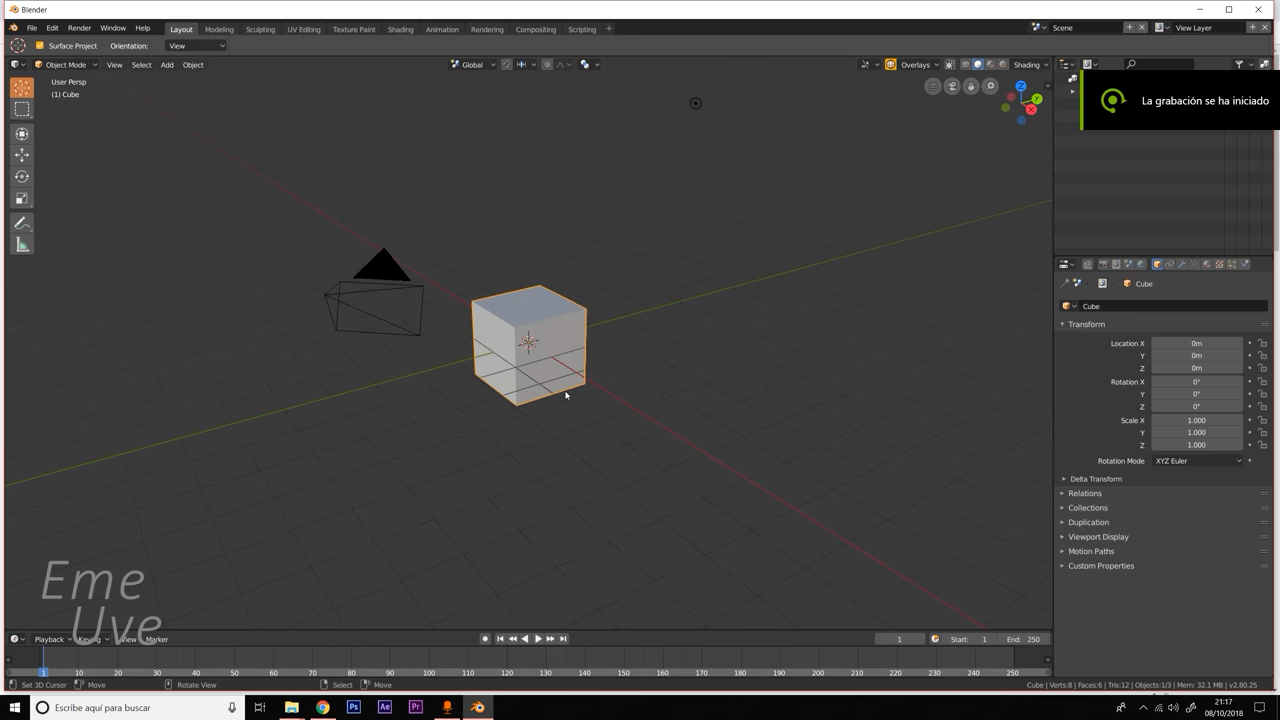 Blender
File Edit Render Window Help Layout Modeling Sculpting UV Editing Texture Paint Shading Animation Rendering Compositing Scripting + Scene View Layer
Surface Project Orientation: View
Object Mode View Select Add Object Global Overlays Shading
User Persp
(1) Cube
Z
Y
X
La grabación se ha iniciado
Cube
Cube
Transform
Location X 0m
Y 0m
Z 0m
Rotation X 0°
Y 0°
Z 0°
Scale X 1.000
Y 1.000
Z 1.000
Rotation Mode XYZ Euler
Delta Transform
Relations
Collections
Duplication
Viewport Display
Motion Paths
Custom Properties
Eme
Uve
Playback Keying View Marker 1 Start: 1 End: 250
1 10 20 30 40 50 60 70 80 90 100 110 120 130 140 150 160 170 180 190 200 210 220 230 240 250
Set 3D Cursor Move Rotate View Select Move Cube | Verts:8 | Faces:6 | Tris:12 | Objects:1/3 | Mem: 32.1 MB | v2.80.25
Escribe aquí para buscar Ps Ae Pr 21:17
08/10/2018